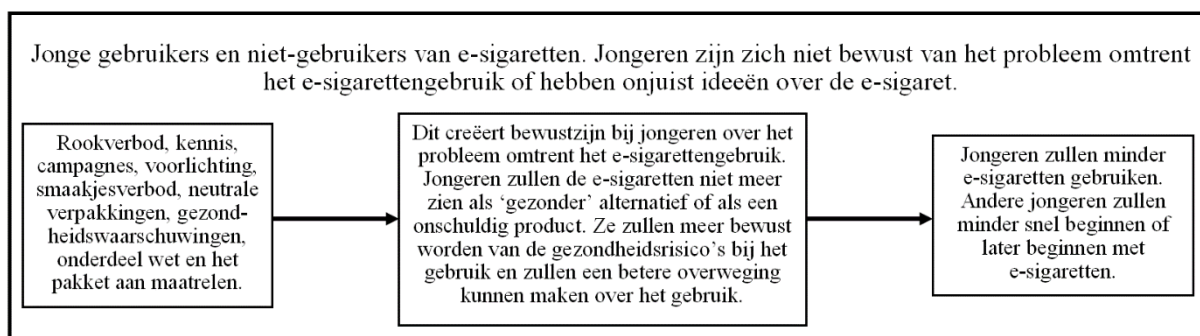 Jonge gebruikers en niet-gebruikers van e-sigaretten. Jongeren zijn zich niet bewust van het probleem omtrent
het e-sigarettengebruik of hebben onjuist ideeën over de e-sigaret.
Rookverbod, kennis,
campagnes, voorlichting,
smaakjesverbod, neutrale
verpakkingen, gezond-
heidswaarschuwingen,
onderdeel wet en het
pakket aan maatrelen.
Dit creëert bewustzijn bij jongeren over het
probleem omtrent het e-sigarettengebruik.
Jongeren zullen de e-sigaretten niet meer
zien als ‘gezonder’ alternatief of als een
onschuldig product. Ze zullen meer bewust
worden van de gezondheidsrisico’s bij het
gebruik en zullen een betere overweging
kunnen maken over het gebruik.
Jongeren zullen minder
e-sigaretten gebruiken.
Andere jongeren zullen
minder snel beginnen of
later beginnen met
e-sigaretten.